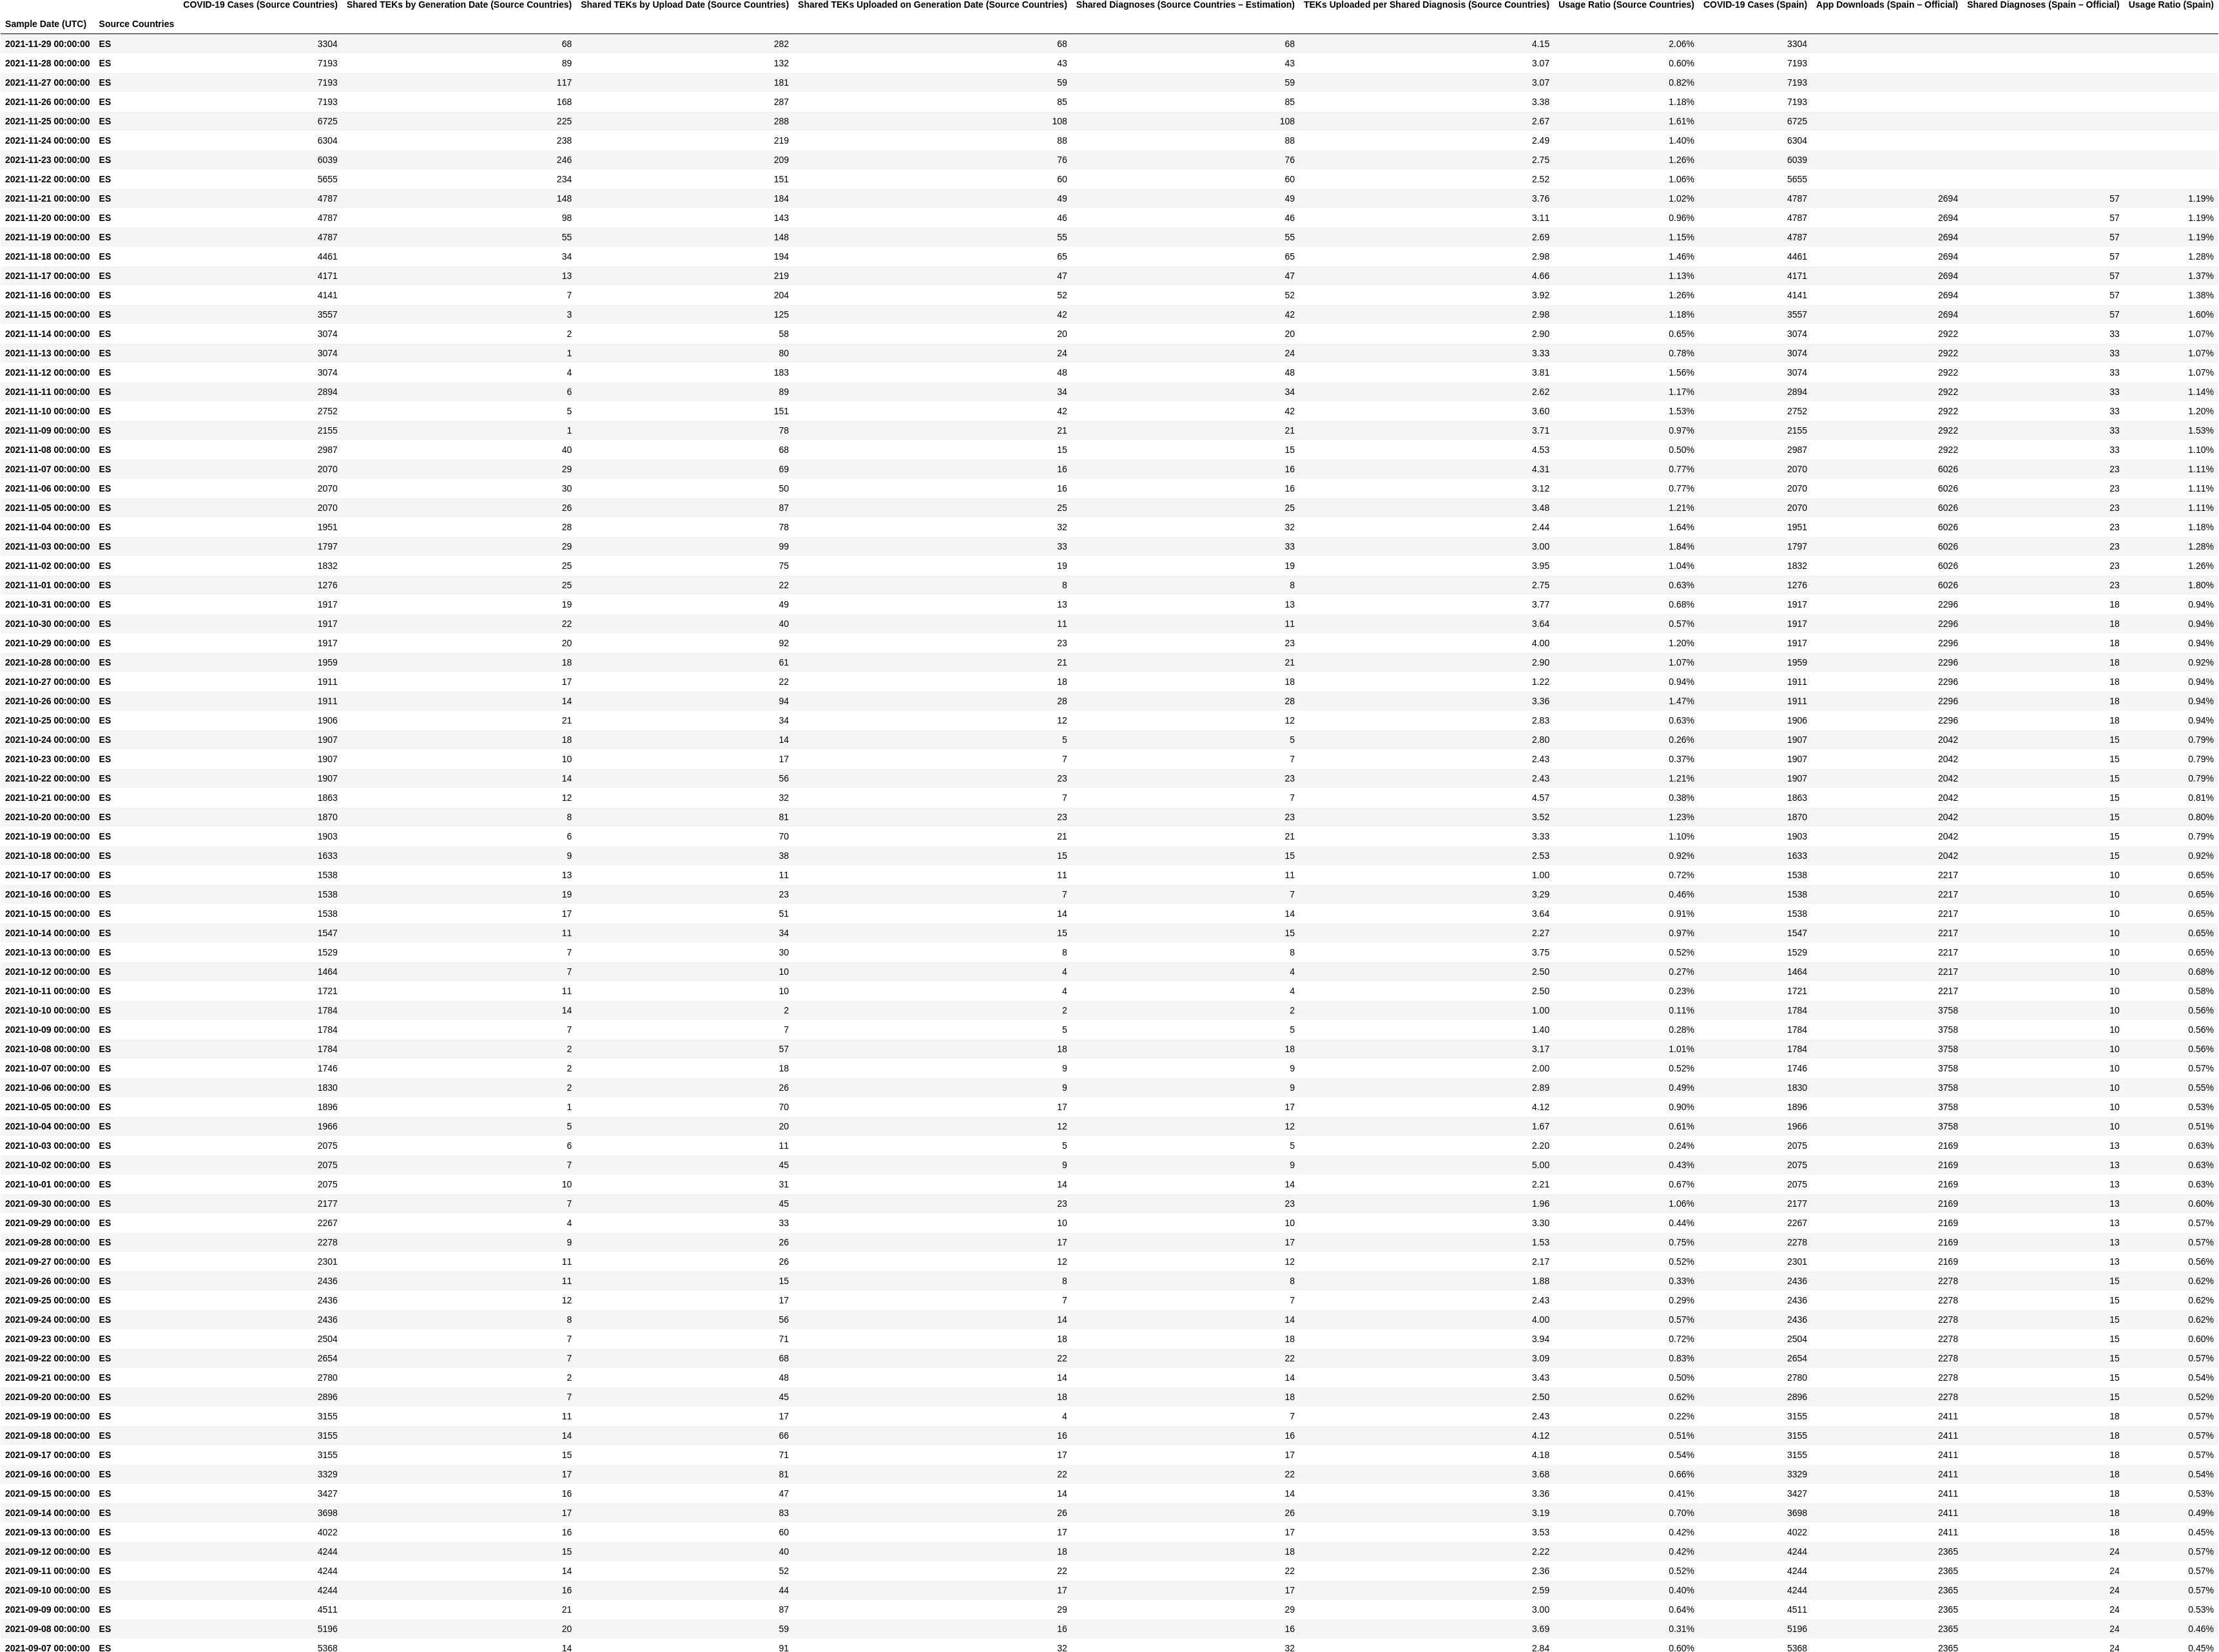 COVID-19 Cases (Source Countries) Shared TEKs by Generation Date (Source Countries) Shared TEKs by Upload Date (Source Countries) Shared TEKs Uploaded on Generation Date (Source Countries) Shared Diagnoses (Source Countries – Estimation) TEKs Uploaded per Shared Diagnosis (Source Countries) Usage Ratio (Source Countries) COVID-19 Cases (Spain) App Downloads (Spain – Official) Shared Diagnoses (Spain – Official) Usage Ratio (Spain)
Sample Date (UTC) Source Countries
2021-11-29 00:00:00 ES 3304 68 282 68 68 4.15 2.06% 3304
2021-11-28 00:00:00 ES 7193 89 132 43 43 3.07 0.60% 7193
2021-11-27 00:00:00 ES 7193 117 181 59 59 3.07 0.82% 7193
2021-11-26 00:00:00 ES 7193 168 287 85 85 3.38 1.18% 7193
2021-11-25 00:00:00 ES 6725 225 288 108 108 2.67 1.61% 6725
2021-11-24 00:00:00 ES 6304 238 219 88 88 2.49 1.40% 6304
2021-11-23 00:00:00 ES 6039 246 209 76 76 2.75 1.26% 6039
2021-11-22 00:00:00 ES 5655 234 151 60 60 2.52 1.06% 5655
2021-11-21 00:00:00 ES 4787 148 184 49 49 3.76 1.02% 4787 2694 57 1.19%
2021-11-20 00:00:00 ES 4787 98 143 46 46 3.11 0.96% 4787 2694 57 1.19%
2021-11-19 00:00:00 ES 4787 55 148 55 55 2.69 1.15% 4787 2694 57 1.19%
2021-11-18 00:00:00 ES 4461 34 194 65 65 2.98 1.46% 4461 2694 57 1.28%
2021-11-17 00:00:00 ES 4171 13 219 47 47 4.66 1.13% 4171 2694 57 1.37%
2021-11-16 00:00:00 ES 4141 7 204 52 52 3.92 1.26% 4141 2694 57 1.38%
2021-11-15 00:00:00 ES 3557 3 125 42 42 2.98 1.18% 3557 2694 57 1.60%
2021-11-14 00:00:00 ES 3074 2 58 20 20 2.90 0.65% 3074 2922 33 1.07%
2021-11-13 00:00:00 ES 3074 1 80 24 24 3.33 0.78% 3074 2922 33 1.07%
2021-11-12 00:00:00 ES 3074 4 183 48 48 3.81 1.56% 3074 2922 33 1.07%
2021-11-11 00:00:00 ES 2894 6 89 34 34 2.62 1.17% 2894 2922 33 1.14%
2021-11-10 00:00:00 ES 2752 5 151 42 42 3.60 1.53% 2752 2922 33 1.20%
2021-11-09 00:00:00 ES 2155 1 78 21 21 3.71 0.97% 2155 2922 33 1.53%
2021-11-08 00:00:00 ES 2987 40 68 15 15 4.53 0.50% 2987 2922 33 1.10%
2021-11-07 00:00:00 ES 2070 29 69 16 16 4.31 0.77% 2070 6026 23 1.11%
2021-11-06 00:00:00 ES 2070 30 50 16 16 3.12 0.77% 2070 6026 23 1.11%
2021-11-05 00:00:00 ES 2070 26 87 25 25 3.48 1.21% 2070 6026 23 1.11%
2021-11-04 00:00:00 ES 1951 28 78 32 32 2.44 1.64% 1951 6026 23 1.18%
2021-11-03 00:00:00 ES 1797 29 99 33 33 3.00 1.84% 1797 6026 23 1.28%
2021-11-02 00:00:00 ES 1832 25 75 19 19 3.95 1.04% 1832 6026 23 1.26%
2021-11-01 00:00:00 ES 1276 25 22 8 8 2.75 0.63% 1276 6026 23 1.80%
2021-10-31 00:00:00 ES 1917 19 49 13 13 3.77 0.68% 1917 2296 18 0.94%
2021-10-30 00:00:00 ES 1917 22 40 11 11 3.64 0.57% 1917 2296 18 0.94%
2021-10-29 00:00:00 ES 1917 20 92 23 23 4.00 1.20% 1917 2296 18 0.94%
2021-10-28 00:00:00 ES 1959 18 61 21 21 2.90 1.07% 1959 2296 18 0.92%
2021-10-27 00:00:00 ES 1911 17 22 18 18 1.22 0.94% 1911 2296 18 0.94%
2021-10-26 00:00:00 ES 1911 14 94 28 28 3.36 1.47% 1911 2296 18 0.94%
2021-10-25 00:00:00 ES 1906 21 34 12 12 2.83 0.63% 1906 2296 18 0.94%
2021-10-24 00:00:00 ES 1907 18 14 5 5 2.80 0.26% 1907 2042 15 0.79%
2021-10-23 00:00:00 ES 1907 10 17 7 7 2.43 0.37% 1907 2042 15 0.79%
2021-10-22 00:00:00 ES 1907 14 56 23 23 2.43 1.21% 1907 2042 15 0.79%
2021-10-21 00:00:00 ES 1863 12 32 7 7 4.57 0.38% 1863 2042 15 0.81%
2021-10-20 00:00:00 ES 1870 8 81 23 23 3.52 1.23% 1870 2042 15 0.80%
2021-10-19 00:00:00 ES 1903 6 70 21 21 3.33 1.10% 1903 2042 15 0.79%
2021-10-18 00:00:00 ES 1633 9 38 15 15 2.53 0.92% 1633 2042 15 0.92%
2021-10-17 00:00:00 ES 1538 13 11 11 11 1.00 0.72% 1538 2217 10 0.65%
2021-10-16 00:00:00 ES 1538 19 23 7 7 3.29 0.46% 1538 2217 10 0.65%
2021-10-15 00:00:00 ES 1538 17 51 14 14 3.64 0.91% 1538 2217 10 0.65%
2021-10-14 00:00:00 ES 1547 11 34 15 15 2.27 0.97% 1547 2217 10 0.65%
2021-10-13 00:00:00 ES 1529 7 30 8 8 3.75 0.52% 1529 2217 10 0.65%
2021-10-12 00:00:00 ES 1464 7 10 4 4 2.50 0.27% 1464 2217 10 0.68%
2021-10-11 00:00:00 ES 1721 11 10 4 4 2.50 0.23% 1721 2217 10 0.58%
2021-10-10 00:00:00 ES 1784 14 2 2 2 1.00 0.11% 1784 3758 10 0.56%
2021-10-09 00:00:00 ES 1784 7 7 5 5 1.40 0.28% 1784 3758 10 0.56%
2021-10-08 00:00:00 ES 1784 2 57 18 18 3.17 1.01% 1784 3758 10 0.56%
2021-10-07 00:00:00 ES 1746 2 18 9 9 2.00 0.52% 1746 3758 10 0.57%
2021-10-06 00:00:00 ES 1830 2 26 9 9 2.89 0.49% 1830 3758 10 0.55%
2021-10-05 00:00:00 ES 1896 1 70 17 17 4.12 0.90% 1896 3758 10 0.53%
2021-10-04 00:00:00 ES 1966 5 20 12 12 1.67 0.61% 1966 3758 10 0.51%
2021-10-03 00:00:00 ES 2075 6 11 5 5 2.20 0.24% 2075 2169 13 0.63%
2021-10-02 00:00:00 ES 2075 7 45 9 9 5.00 0.43% 2075 2169 13 0.63%
2021-10-01 00:00:00 ES 2075 10 31 14 14 2.21 0.67% 2075 2169 13 0.63%
2021-09-30 00:00:00 ES 2177 7 45 23 23 1.96 1.06% 2177 2169 13 0.60%
2021-09-29 00:00:00 ES 2267 4 33 10 10 3.30 0.44% 2267 2169 13 0.57%
2021-09-28 00:00:00 ES 2278 9 26 17 17 1.53 0.75% 2278 2169 13 0.57%
2021-09-27 00:00:00 ES 2301 11 26 12 12 2.17 0.52% 2301 2169 13 0.56%
2021-09-26 00:00:00 ES 2436 11 15 8 8 1.88 0.33% 2436 2278 15 0.62%
2021-09-25 00:00:00 ES 2436 12 17 7 7 2.43 0.29% 2436 2278 15 0.62%
2021-09-24 00:00:00 ES 2436 8 56 14 14 4.00 0.57% 2436 2278 15 0.62%
2021-09-23 00:00:00 ES 2504 7 71 18 18 3.94 0.72% 2504 2278 15 0.60%
2021-09-22 00:00:00 ES 2654 7 68 22 22 3.09 0.83% 2654 2278 15 0.57%
2021-09-21 00:00:00 ES 2780 2 48 14 14 3.43 0.50% 2780 2278 15 0.54%
2021-09-20 00:00:00 ES 2896 7 45 18 18 2.50 0.62% 2896 2278 15 0.52%
2021-09-19 00:00:00 ES 3155 11 17 4 7 2.43 0.22% 3155 2411 18 0.57%
2021-09-18 00:00:00 ES 3155 14 66 16 16 4.12 0.51% 3155 2411 18 0.57%
2021-09-17 00:00:00 ES 3155 15 71 17 17 4.18 0.54% 3155 2411 18 0.57%
2021-09-16 00:00:00 ES 3329 17 81 22 22 3.68 0.66% 3329 2411 18 0.54%
2021-09-15 00:00:00 ES 3427 16 47 14 14 3.36 0.41% 3427 2411 18 0.53%
2021-09-14 00:00:00 ES 3698 17 83 26 26 3.19 0.70% 3698 2411 18 0.49%
2021-09-13 00:00:00 ES 4022 16 60 17 17 3.53 0.42% 4022 2411 18 0.45%
2021-09-12 00:00:00 ES 4244 15 40 18 18 2.22 0.42% 4244 2365 24 0.57%
2021-09-11 00:00:00 ES 4244 14 52 22 22 2.36 0.52% 4244 2365 24 0.57%
2021-09-10 00:00:00 ES 4244 16 44 17 17 2.59 0.40% 4244 2365 24 0.57%
2021-09-09 00:00:00 ES 4511 21 87 29 29 3.00 0.64% 4511 2365 24 0.53%
2021-09-08 00:00:00 ES 5196 20 59 16 16 3.69 0.31% 5196 2365 24 0.46%
2021-09-07 00:00:00 ES 5368 14 91 32 32 2.84 0.60% 5368 2365 24 0.45%